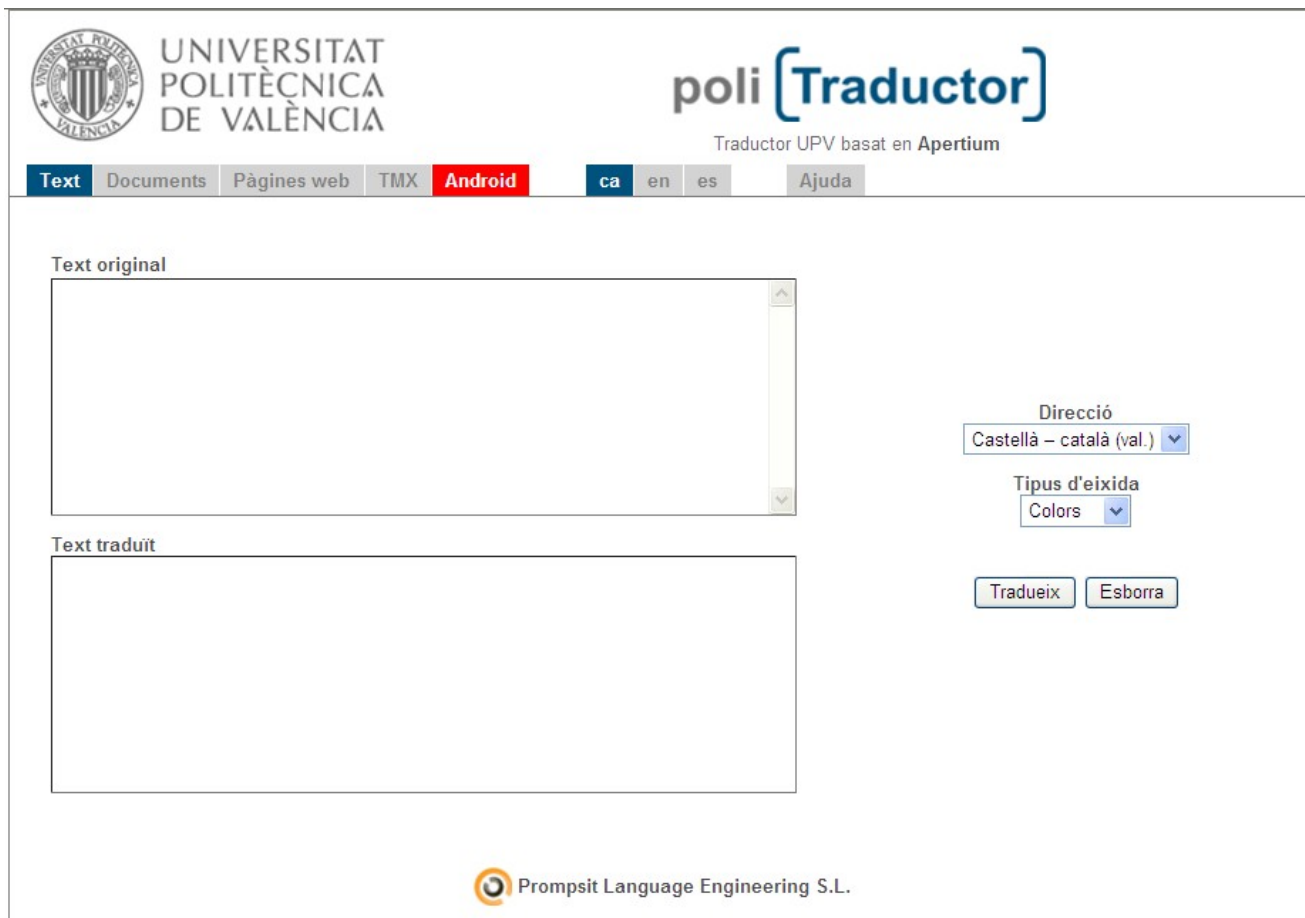 UNIVERSITAT
POLITÈCNICA
DE VALÈNCIA
poli [Traductor]
Traductor UPV basat en Apertium
Text Documents Pàgines web TMX Android ca en es Ajuda
Text original
Direcció
Castellà – català (val.)
Tipus d'eixida
Colors
Text traduït
Tradueix Esborra
Prompsit Language Engineering S.L.